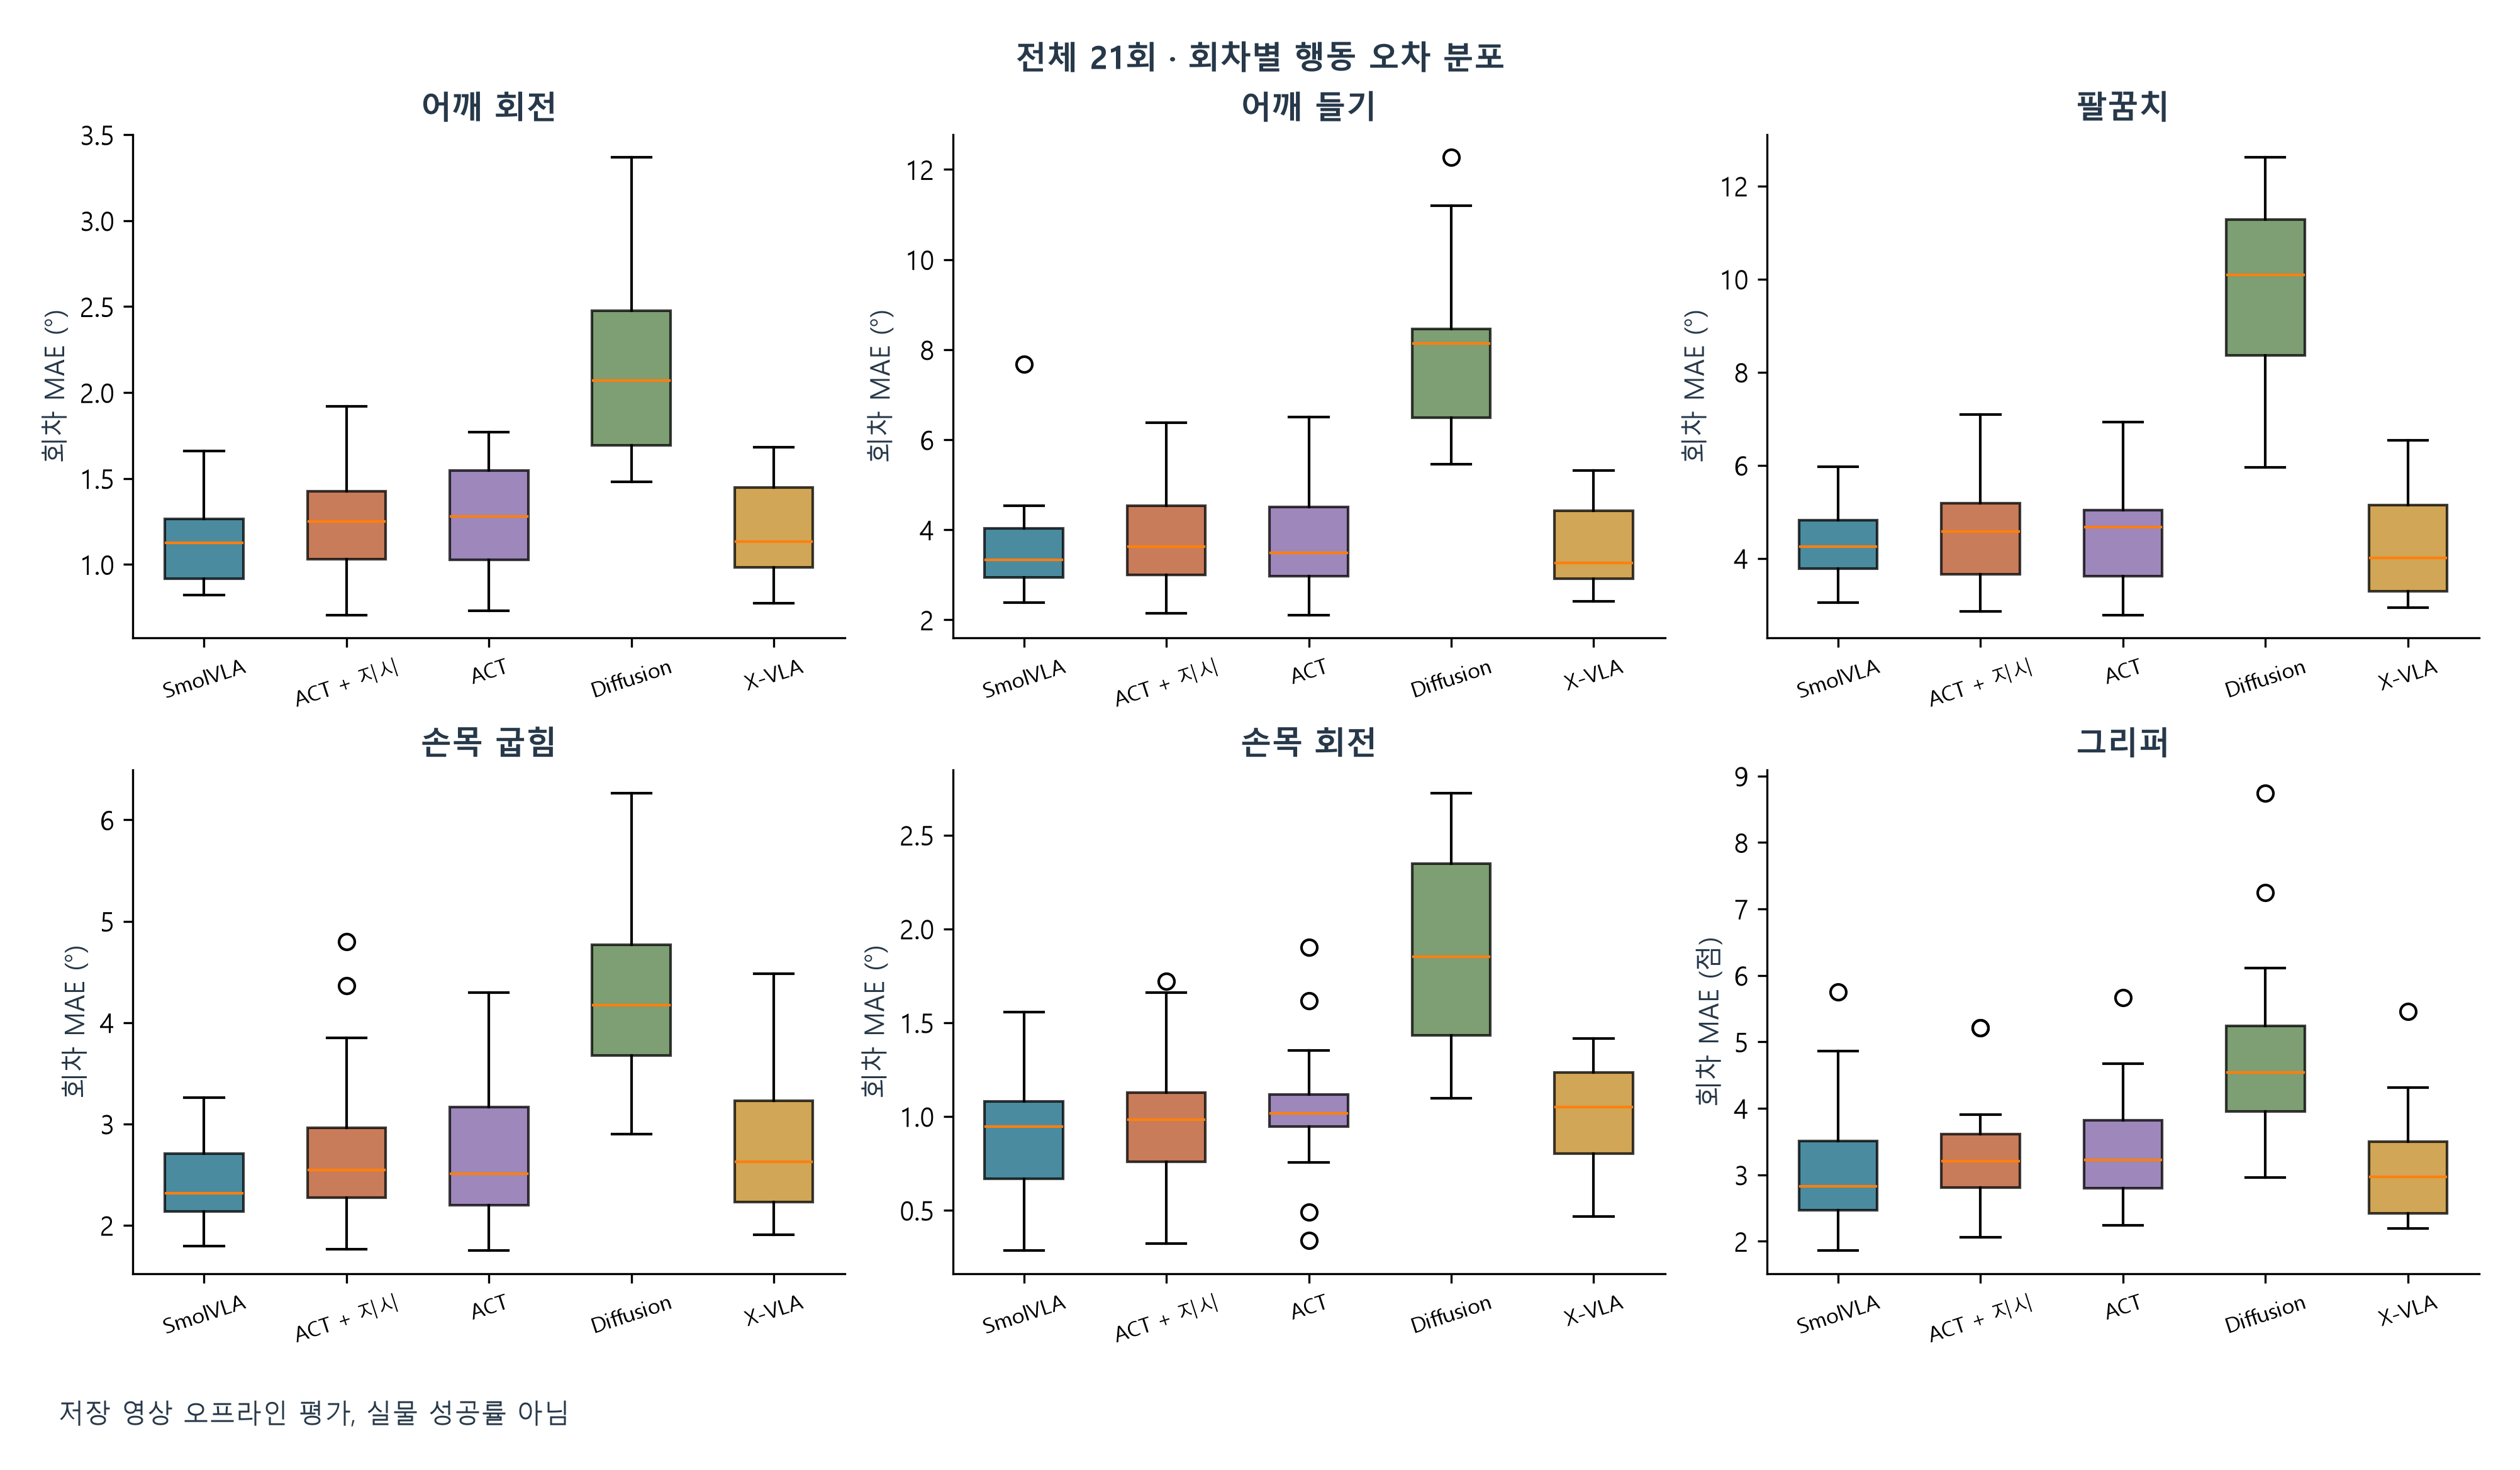 전체 21회 · 회차별 행동 오차 분포
어깨 회전
회차 MAE (°)
3.5
3.0
2.5
2.0
1.5
1.0
SmolVLA
ACT + 지시
ACT
Diffusion
X-VLA
어깨 들기
회차 MAE (°)
12
10
8
6
4
2
SmolVLA
ACT + 지시
ACT
Diffusion
X-VLA
팔꿈치
회차 MAE (°)
12
10
8
6
4
SmolVLA
ACT + 지시
ACT
Diffusion
X-VLA
손목 굽힘
회차 MAE (°)
6
5
4
3
2
SmolVLA
ACT + 지시
ACT
Diffusion
X-VLA
손목 회전
회차 MAE (°)
2.5
2.0
1.5
1.0
0.5
SmolVLA
ACT + 지시
ACT
Diffusion
X-VLA
그리퍼
회차 MAE (점)
9
8
7
6
5
4
3
2
SmolVLA
ACT + 지시
ACT
Diffusion
X-VLA
저장 영상 오프라인 평가, 실물 성공률 아님